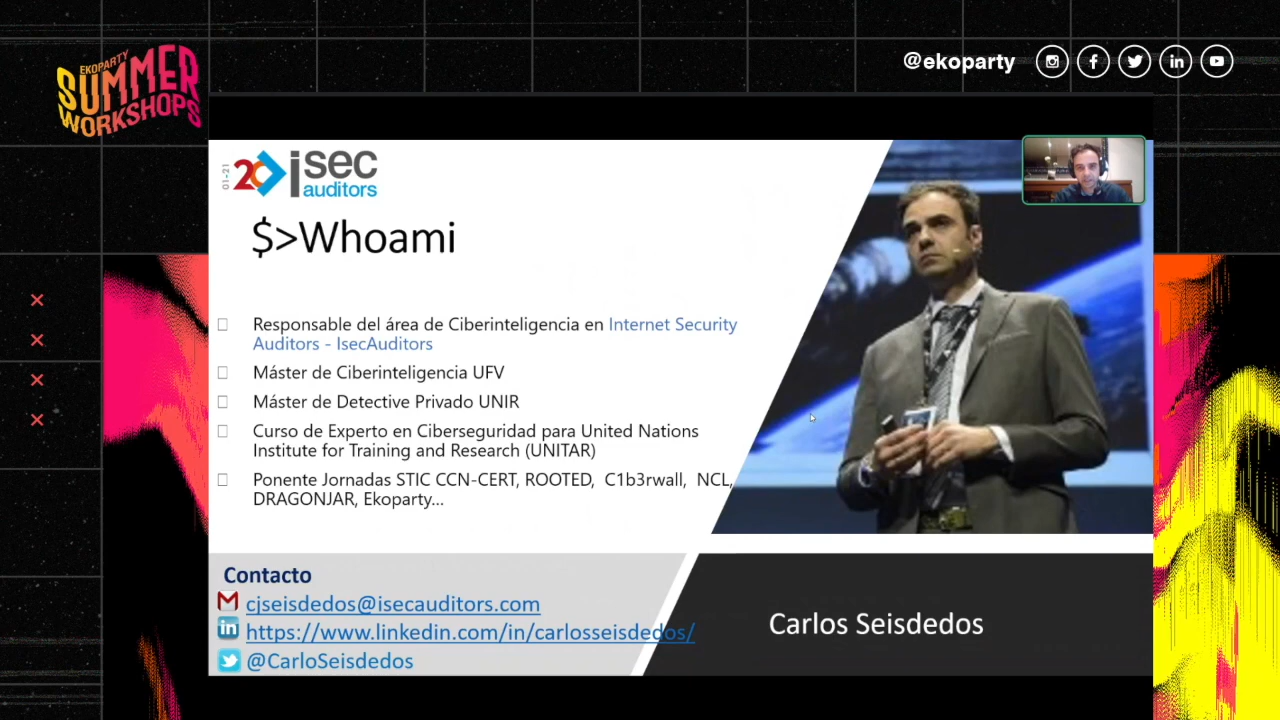 EKOPARTY
SUMMER
WORKSHOPS
@ekoparty
01-21
20
isec
auditors
$>Whoami
Responsable del área de Ciberinteligencia en Internet Security
Auditors - IsecAuditors
Máster de Ciberinteligencia UFV
Máster de Detective Privado UNIR
Curso de Experto en Ciberseguridad para United Nations
Institute for Training and Research (UNITAR)
Ponente Jornadas STIC CCN-CERT, ROOTED, C1b3rwall, NCL,
DRAGONJAR, Ekoparty...
Contacto
cjseisdedos@isecauditors.com
https://www.linkedin.com/in/carlosseisdedos/
@CarloSeisdedos
Carlos Seisdedos